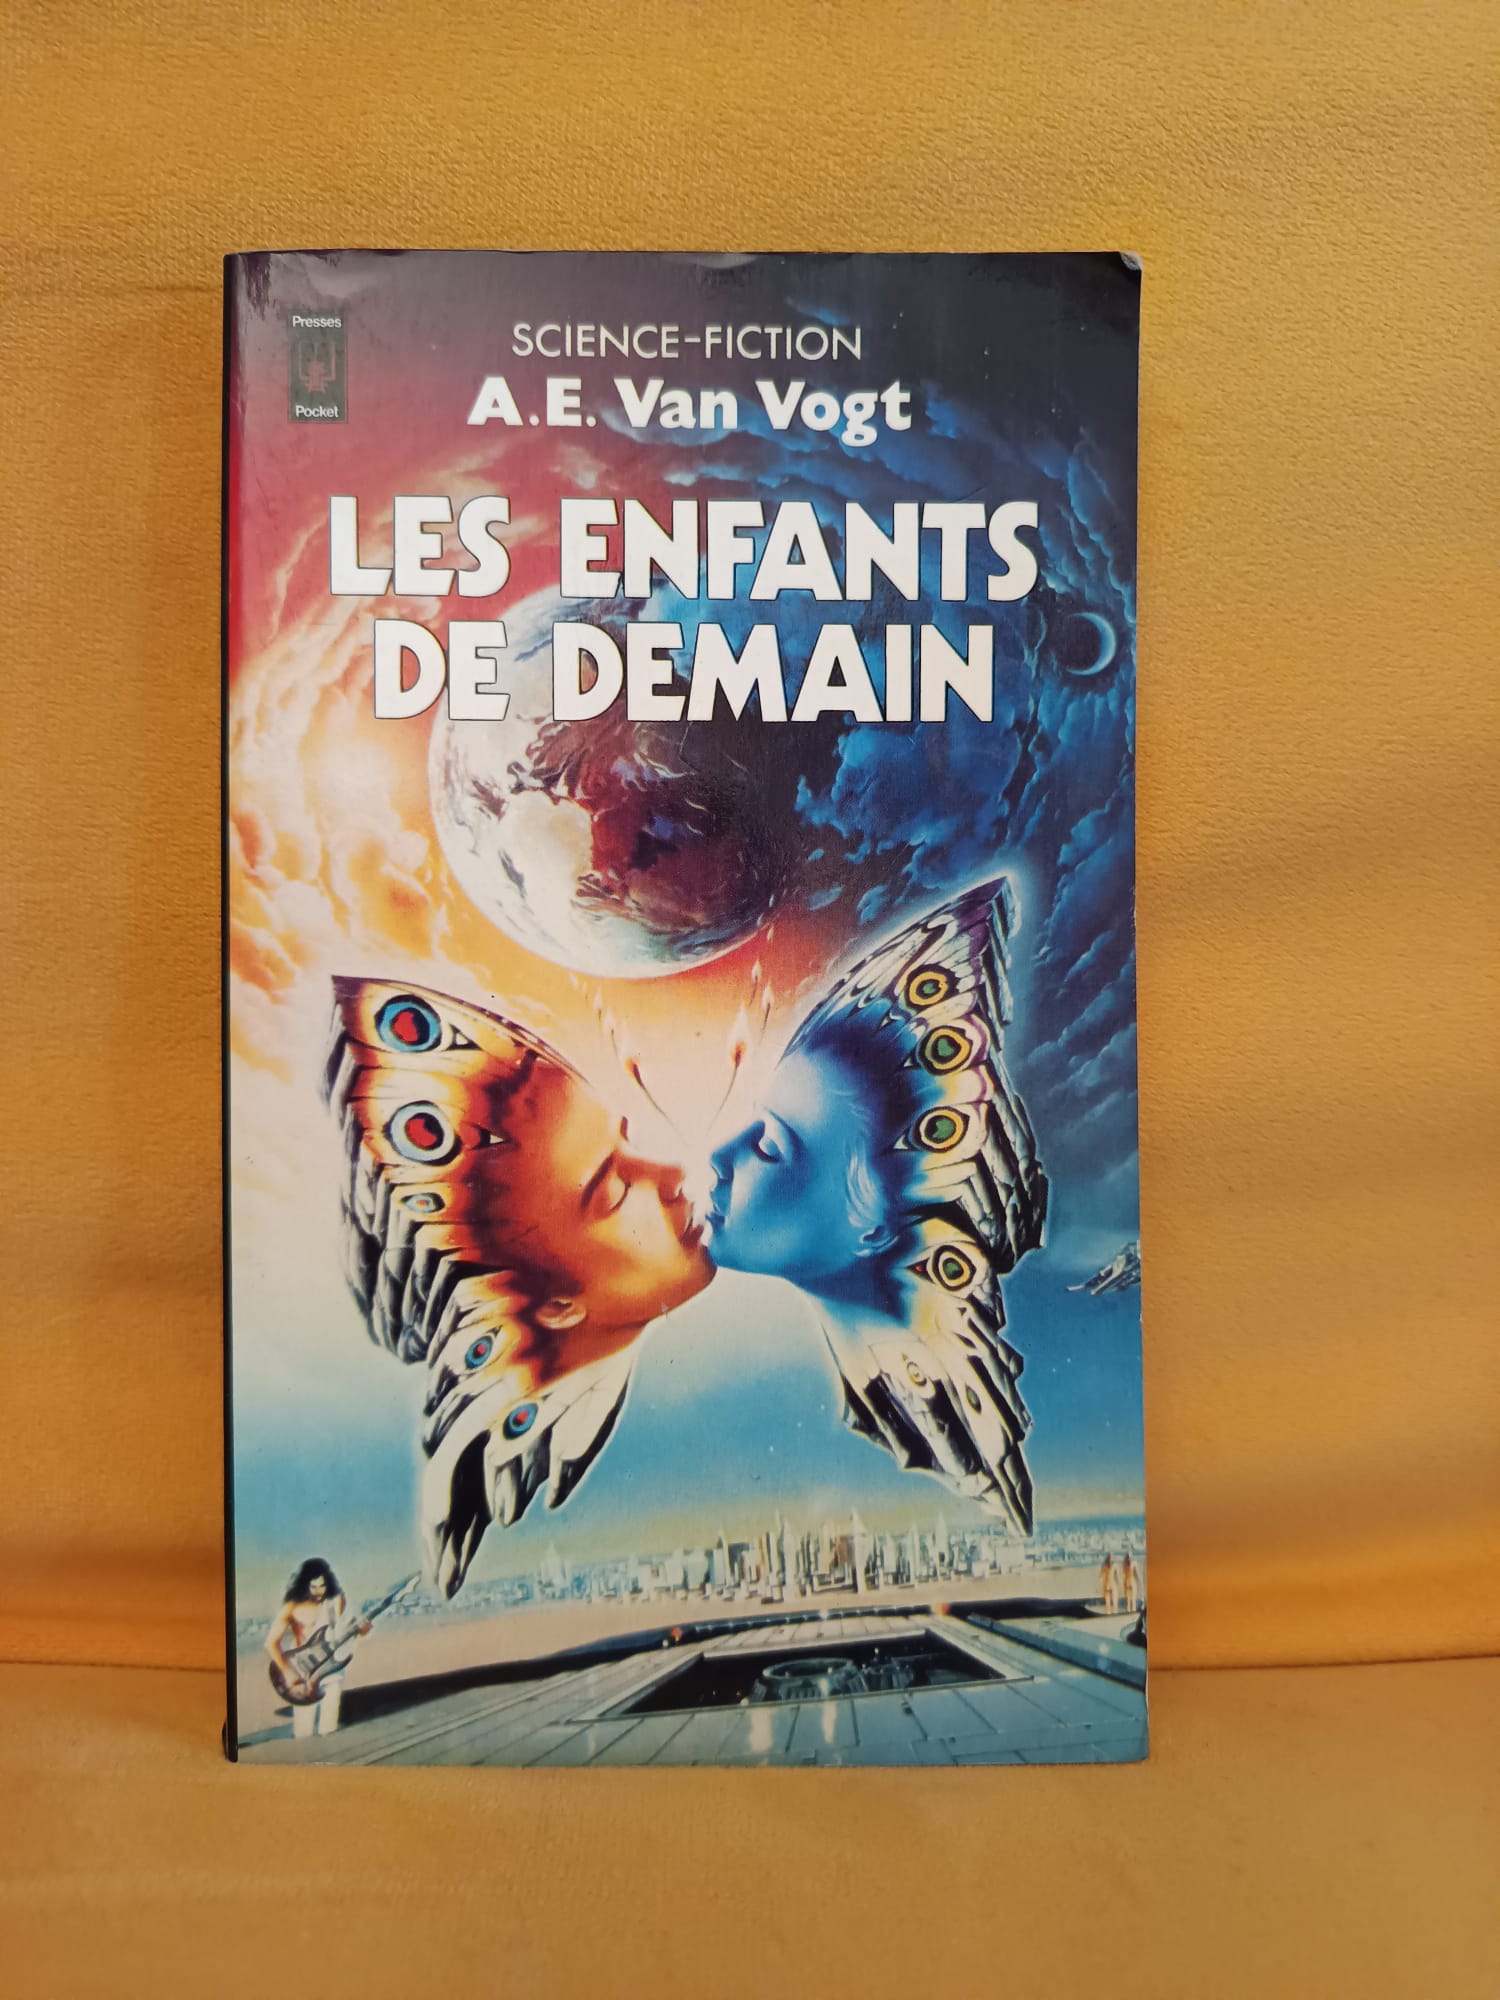 Presses
Pocket
SCIENCE-FICTION
A.E. Van Vogt
LES ENFANTS
DE DEMAIN